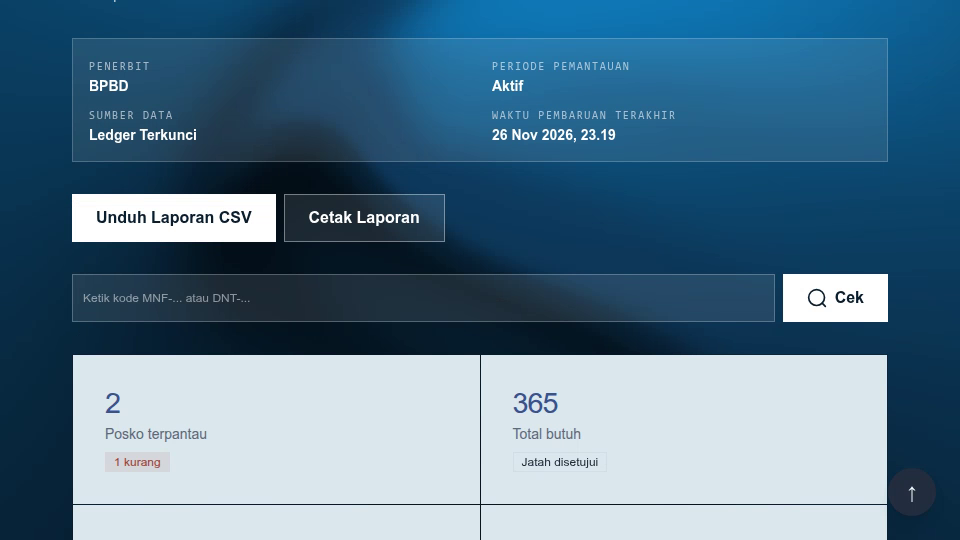 PENERBIT
BPBD
PERIODE PEMANTAUAN
Aktif
SUMBER DATA
Ledger Terkunci
WAKTU PEMBARUAN TERAKHIR
26 Nov 2026, 23.19
Unduh Laporan CSV
Cetak Laporan
Ketik kode MNF-... atau DNT-...
Cek
2
Posko terpantau
1 kurang
365
Total butuh
Jatah disetujui
↑